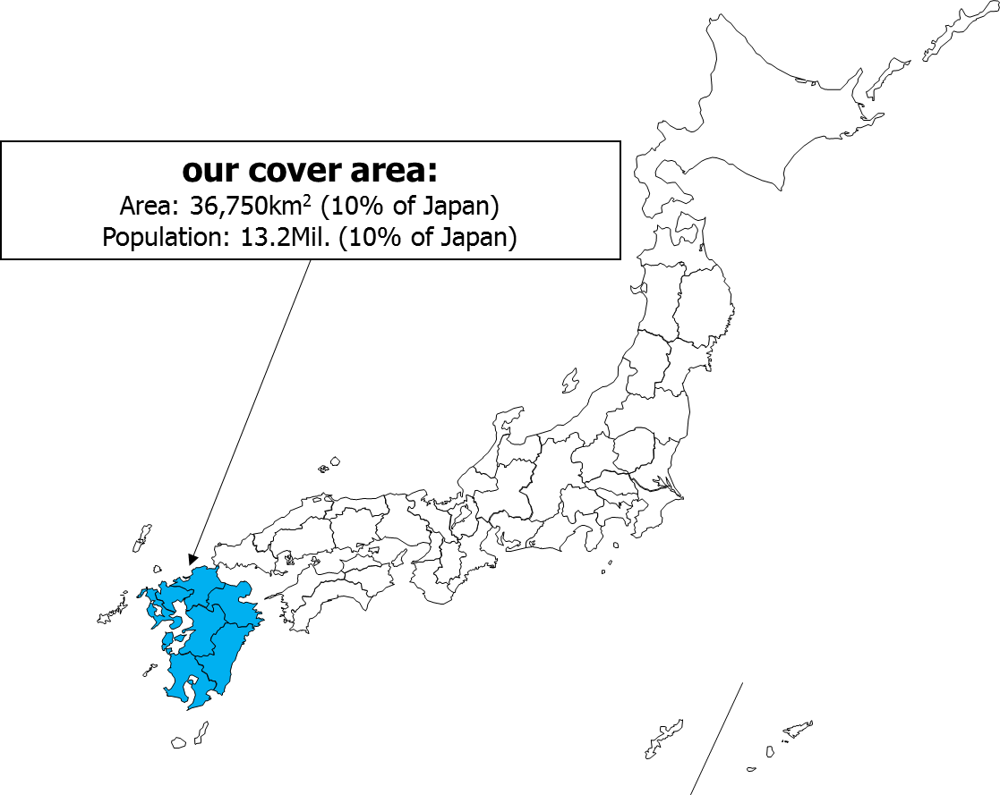 our cover area:
Area: 36,750km² (10% of Japan)
Population: 13.2Mil. (10% of Japan)